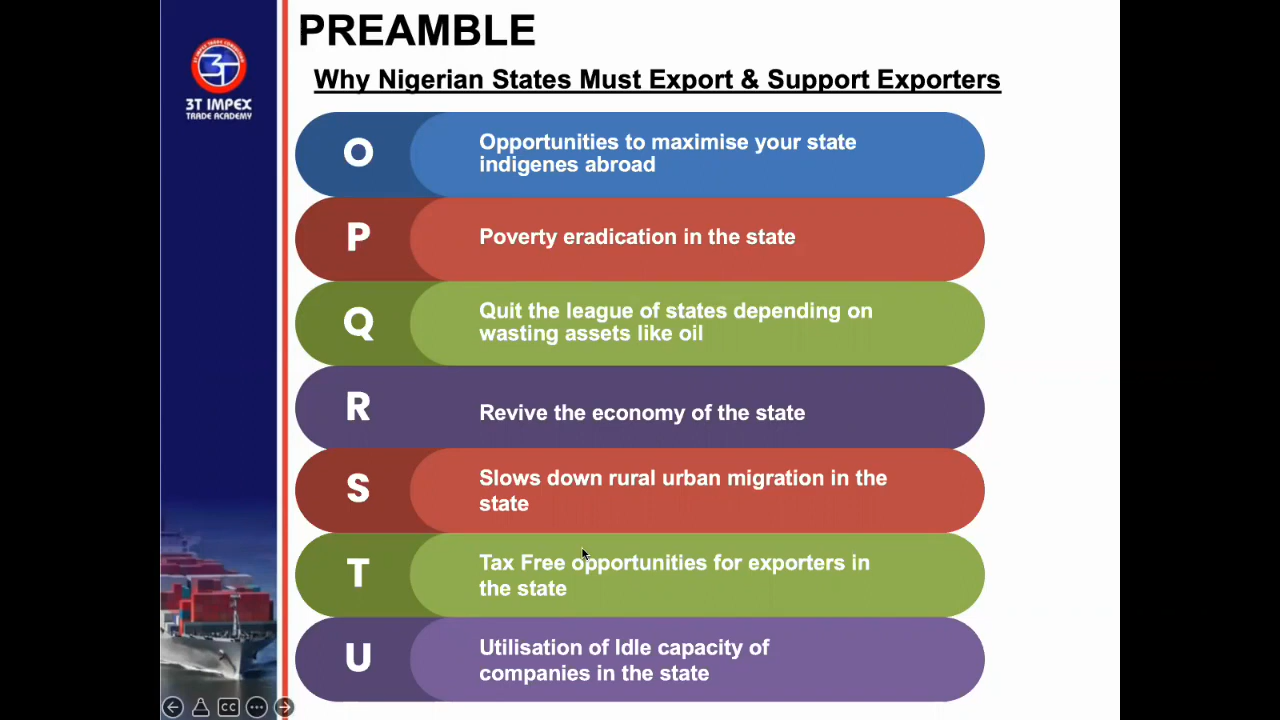 PREAMBLE
Why Nigerian States Must Export & Support Exporters
3T
3T IMPEX
TRADE ACADEMY
O
Opportunities to maximise your state
indigenes abroad
P
Poverty eradication in the state
Q
Quit the league of states depending on
wasting assets like oil
R
Revive the economy of the state
S
Slows down rural urban migration in the
state
T
Tax Free opportunities for exporters in
the state
U
Utilisation of Idle capacity of
companies in the state
CC